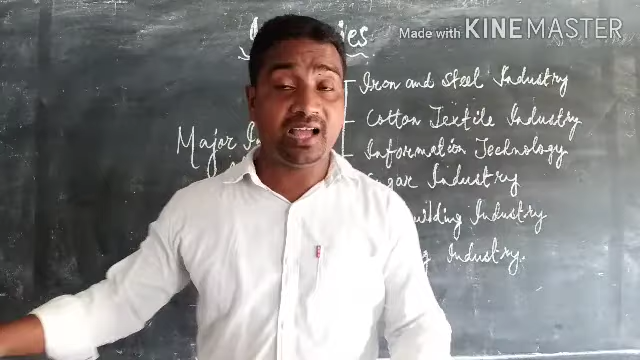 Made with KINEMASTER
Iron and Steel Industry
Cotton Textile Industry
Major
Information Technology
Sugar Industry
Industry
Industry.